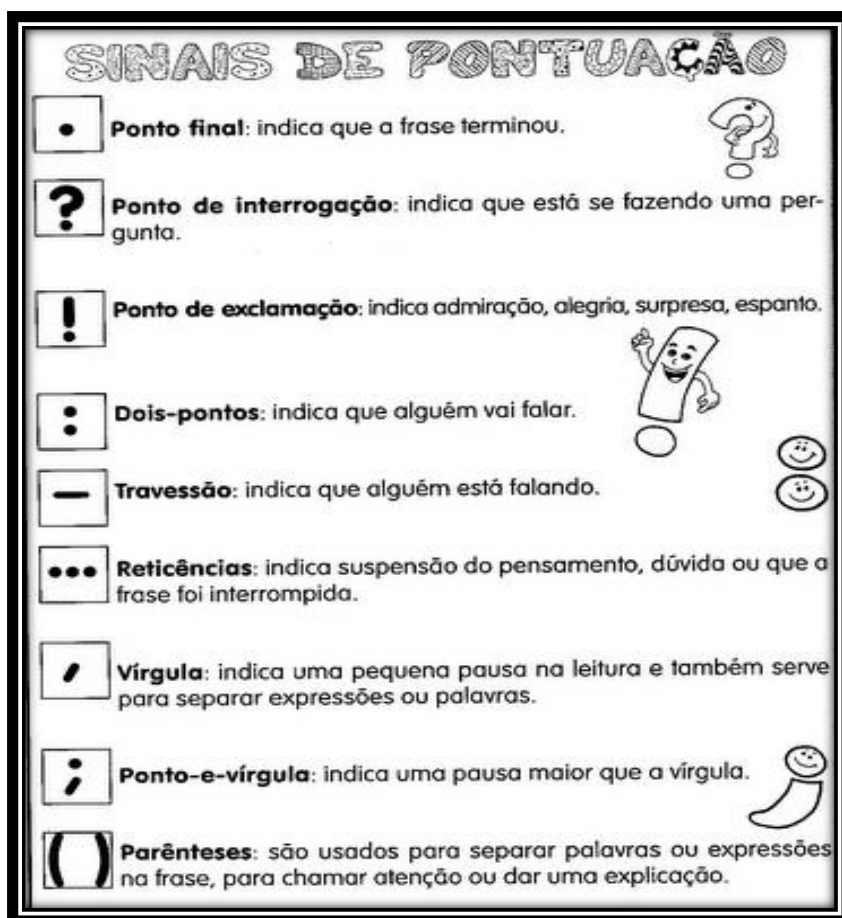 SINAIS DE PONTUAÇÃO
. Ponto final: indica que a frase terminou.
? Ponto de interrogação: indica que está se fazendo uma per-
gunta.
! Ponto de exclamação: indica admiração, alegria, surpresa, espanto.
: Dois-pontos: indica que alguém vai falar.
— Travessão: indica que alguém está falando.
... Reticências: indica suspensão do pensamento, dúvida ou que a
frase foi interrompida.
, Vírgula: indica uma pequena pausa na leitura e também serve
para separar expressões ou palavras.
; Ponto-e-vírgula: indica uma pausa maior que a vírgula.
( ) Parênteses: são usados para separar palavras ou expressões
na frase, para chamar atenção ou dar uma explicação.